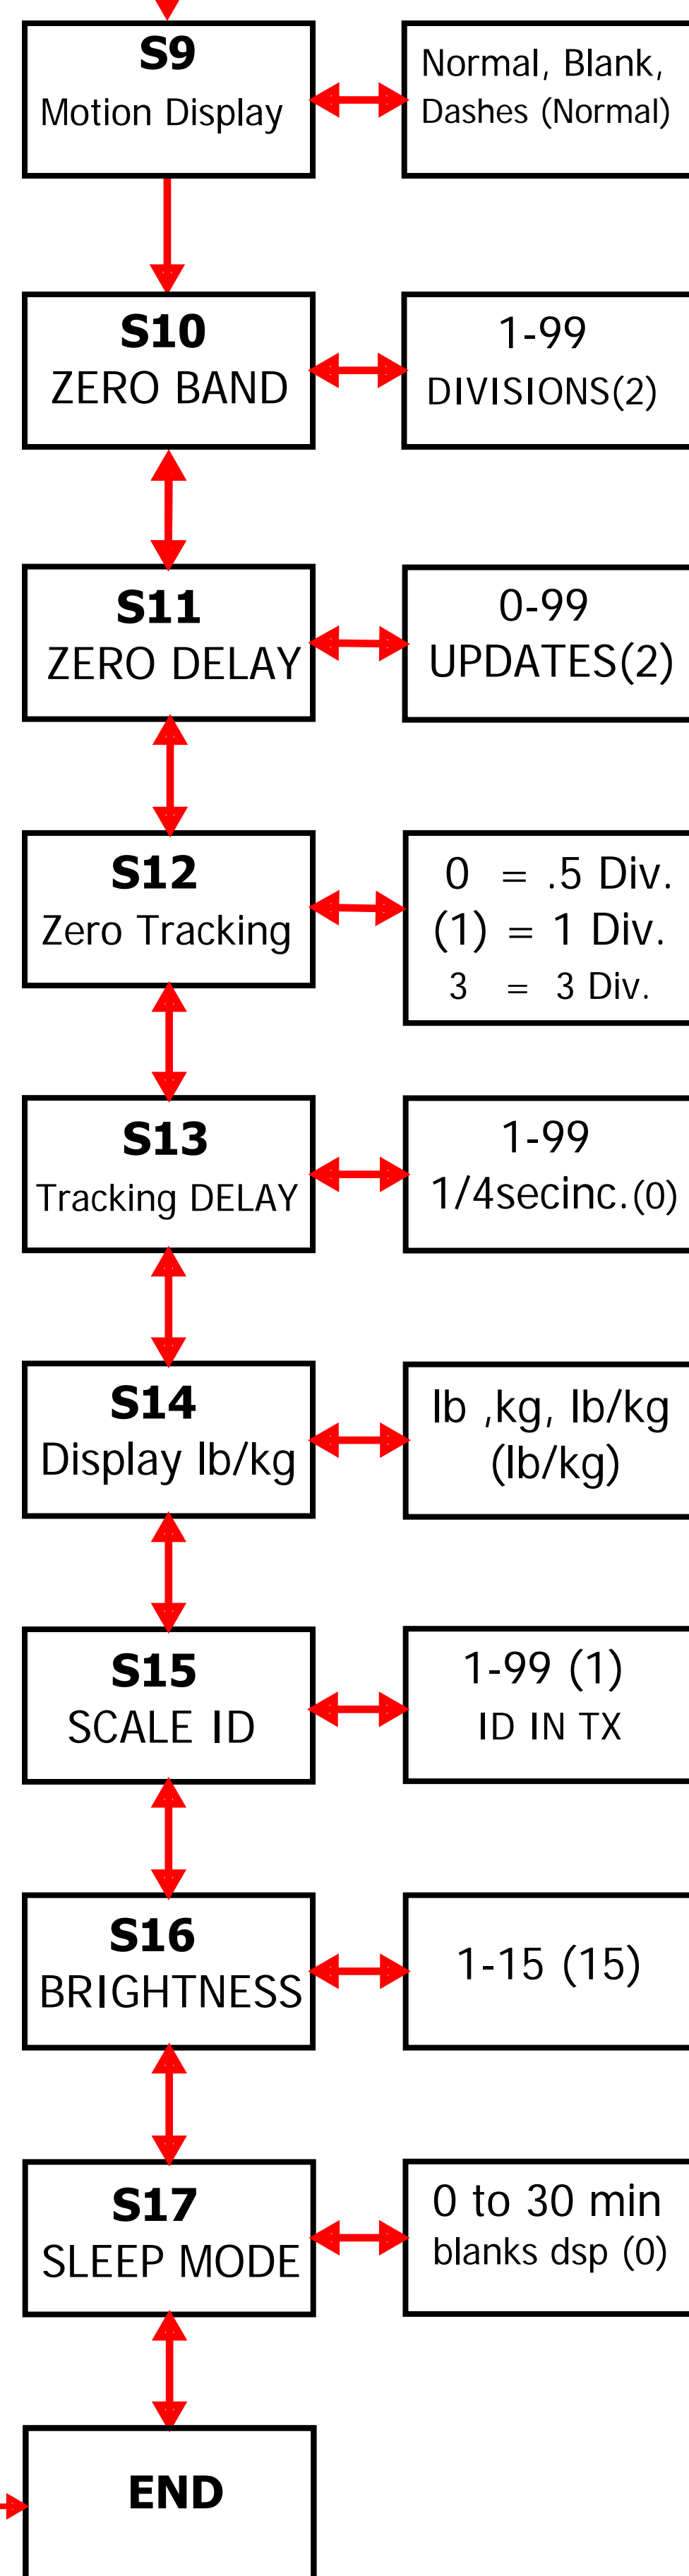 S9
Motion Display
Normal, Blank,
Dashes (Normal)
S10
ZERO BAND
1-99
DIVISIONS(2)
S11
ZERO DELAY
0-99
UPDATES(2)
S12
Zero Tracking
0 = .5 Div.
(1) = 1 Div.
3 = 3 Div.
S13
Tracking DELAY
1-99
1/4secinc.(0)
S14
Display lb/kg
lb ,kg, lb/kg
(lb/kg)
S15
SCALE ID
1-99 (1)
ID IN TX
S16
BRIGHTNESS
1-15 (15)
S17
SLEEP MODE
0 to 30 min
blanks dsp (0)
END